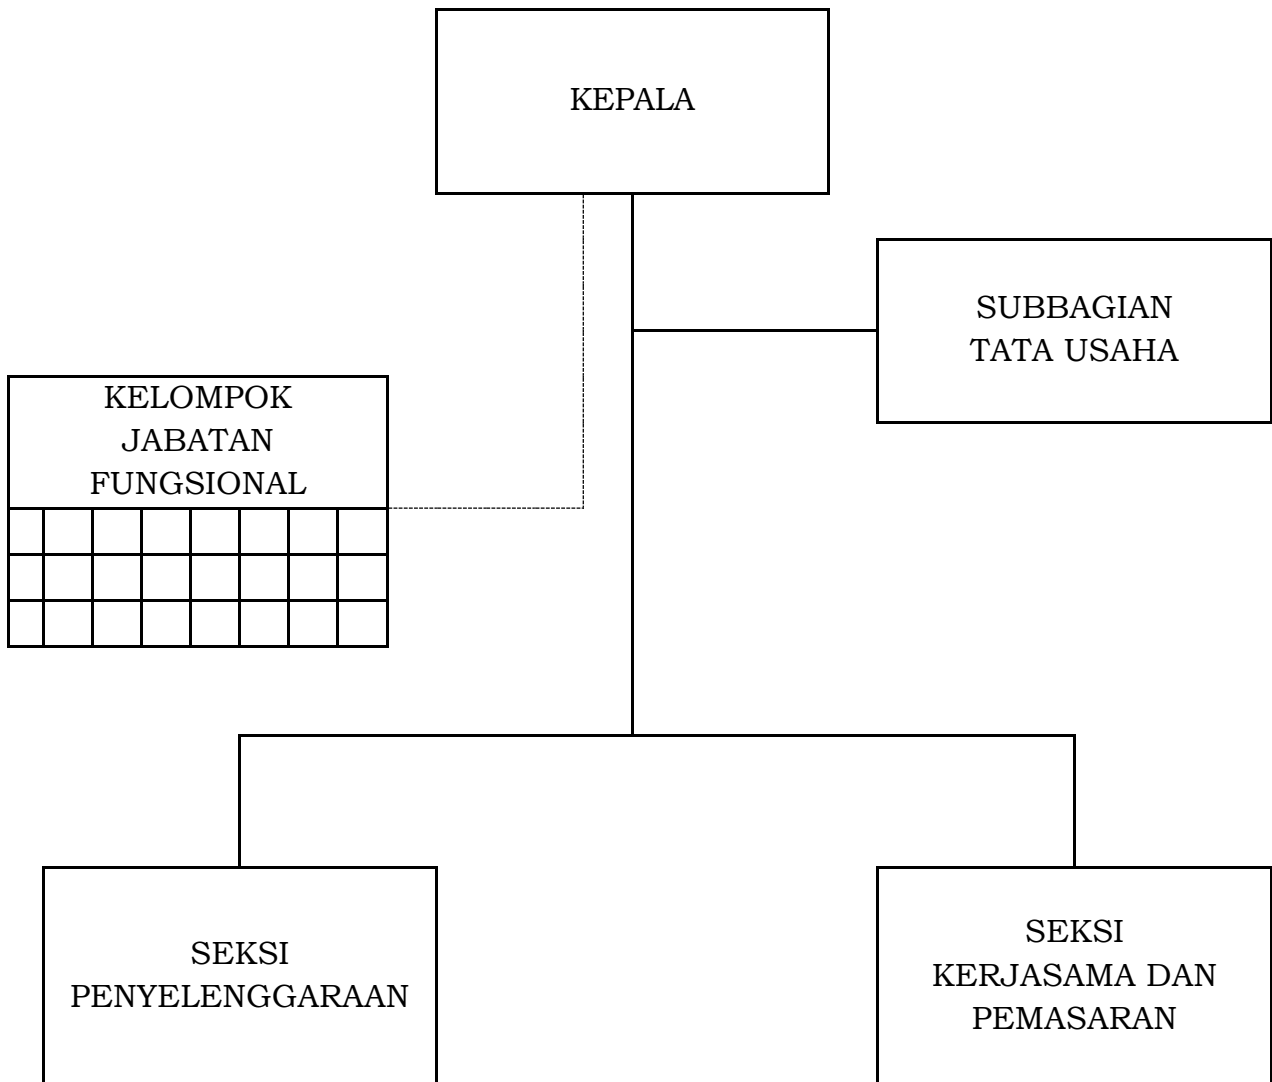 KEPALA
SUBBAGIAN
TATA USAHA
KELOMPOK
JABATAN
FUNGSIONAL
SEKSI
PENYELENGGARAAN
SEKSI
KERJASAMA DAN
PEMASARAN